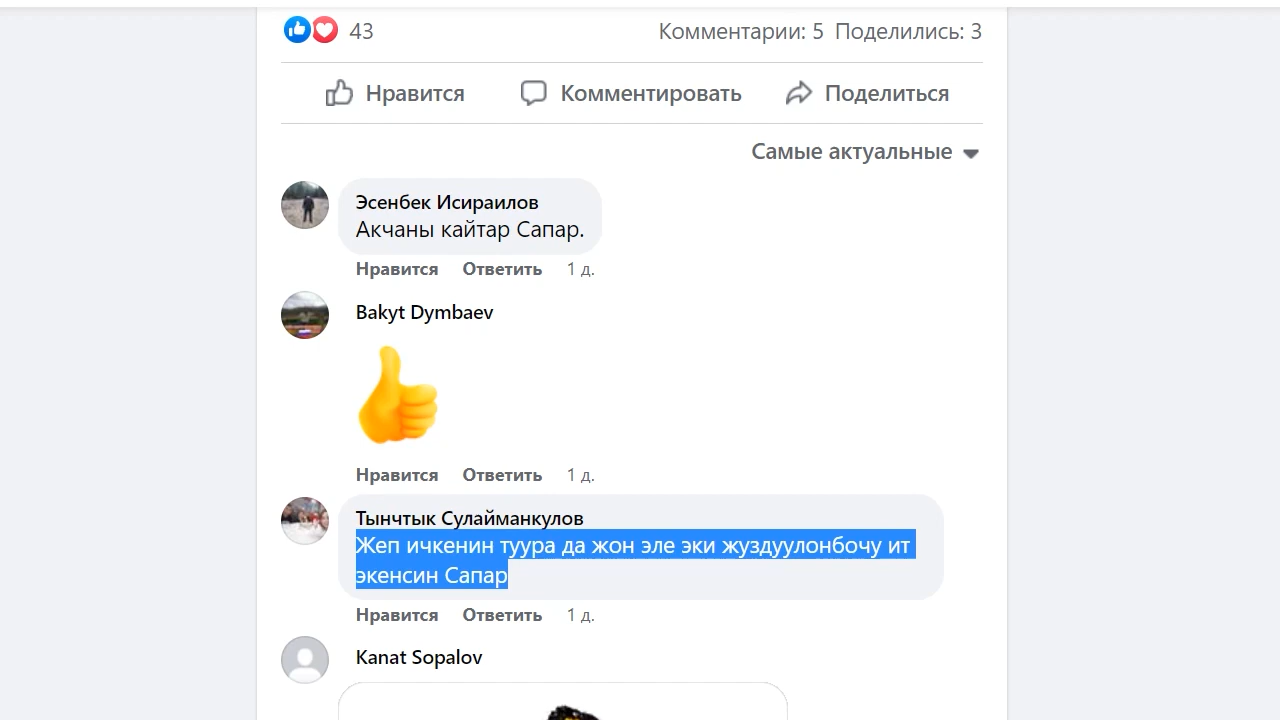 43 Комментарии: 5 Поделились: 3
Нравится Комментировать Поделиться
Самые актуальные
Эсенбек Исираилов
Акчаны кайтар Сапар.
Нравится Ответить 1 д.
Bakyt Dymbaev
Нравится Ответить 1 д.
Тынчтык Сулайманкулов
Жеп ичкенин туура да жон эле эки жуздуулонбочу ит
экенсин Сапар
Нравится Ответить 1 д.
Kanat Sopalov